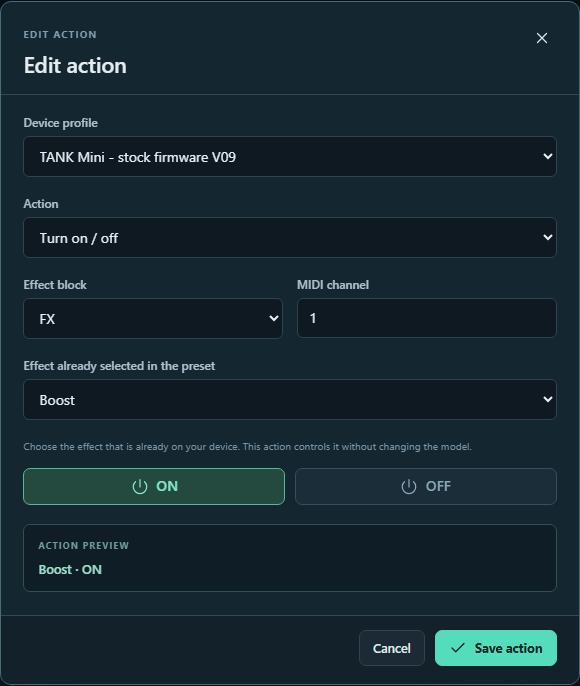 EDIT ACTION
Edit action
Device profile
TANK Mini - stock firmware V09
Action
Turn on / off
Effect block
MIDI channel
FX
1
Effect already selected in the preset
Boost
Choose the effect that is already on your device. This action controls it without changing the model.
ON
OFF
ACTION PREVIEW
Boost · ON
Cancel
Save action